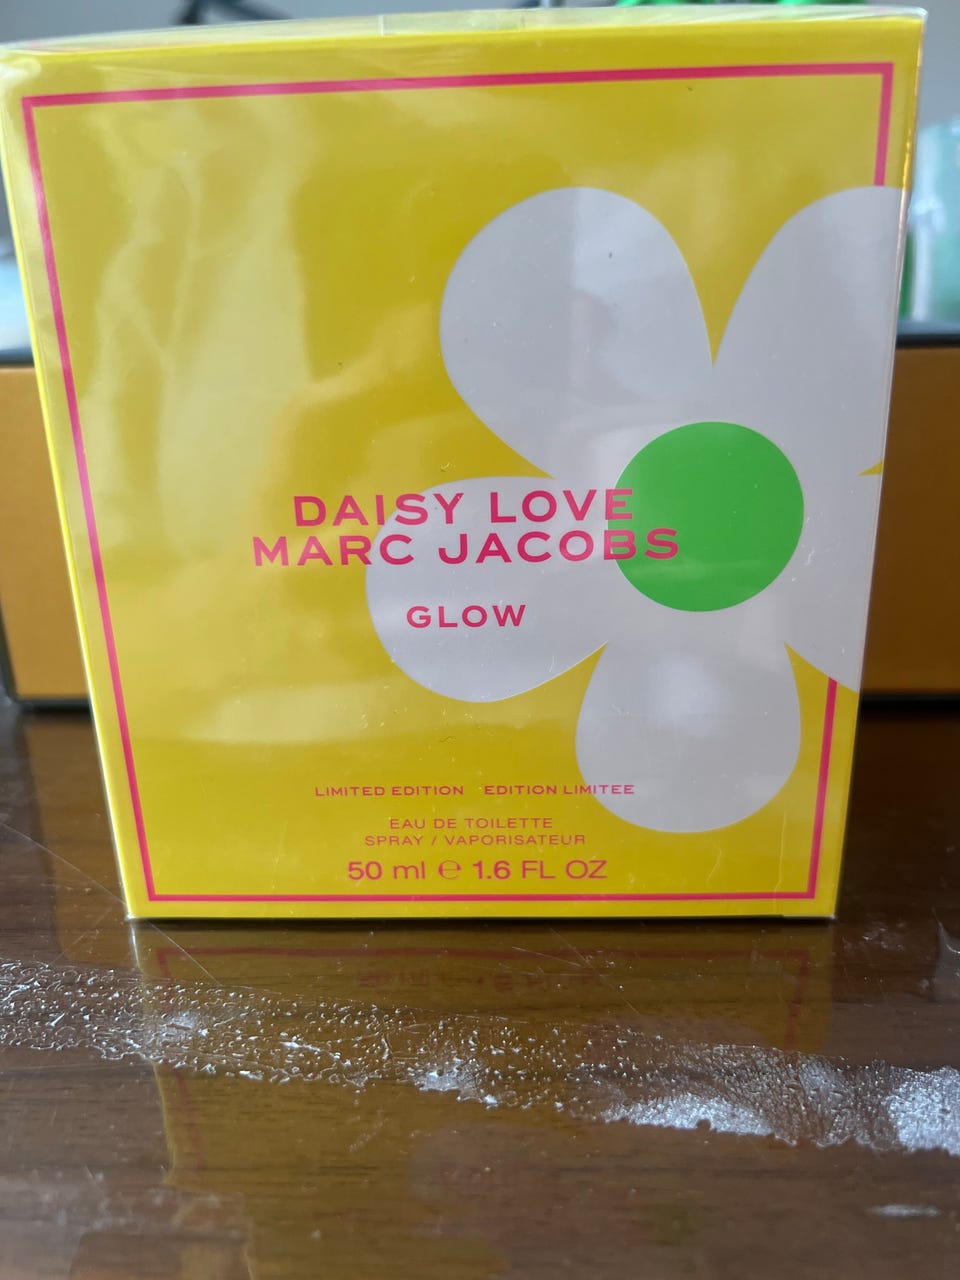 DAISY LOVE
MARC JACOBS
GLOW
LIMITED EDITION EDITION LIMITEE
EAU DE TOILETTE
SPRAY / VAPORISATEUR
50 ml ℮ 1.6 FL OZ